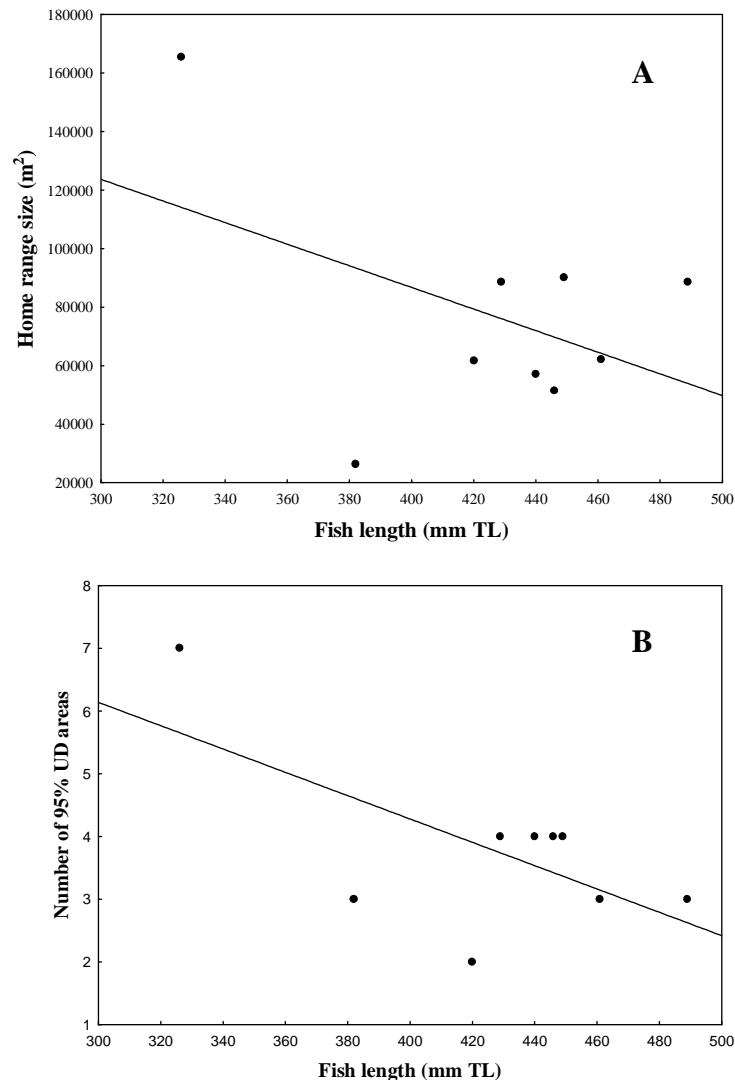 180000
160000
140000
120000
100000
80000
60000
40000
20000
Home range size (m²)
A
300 320 340 360 380 400 420 440 460 480 500
Fish length (mm TL)
8
7
6
5
4
3
2
1
Number of 95% UD areas
B
300 320 340 360 380 400 420 440 460 480 500
Fish length (mm TL)